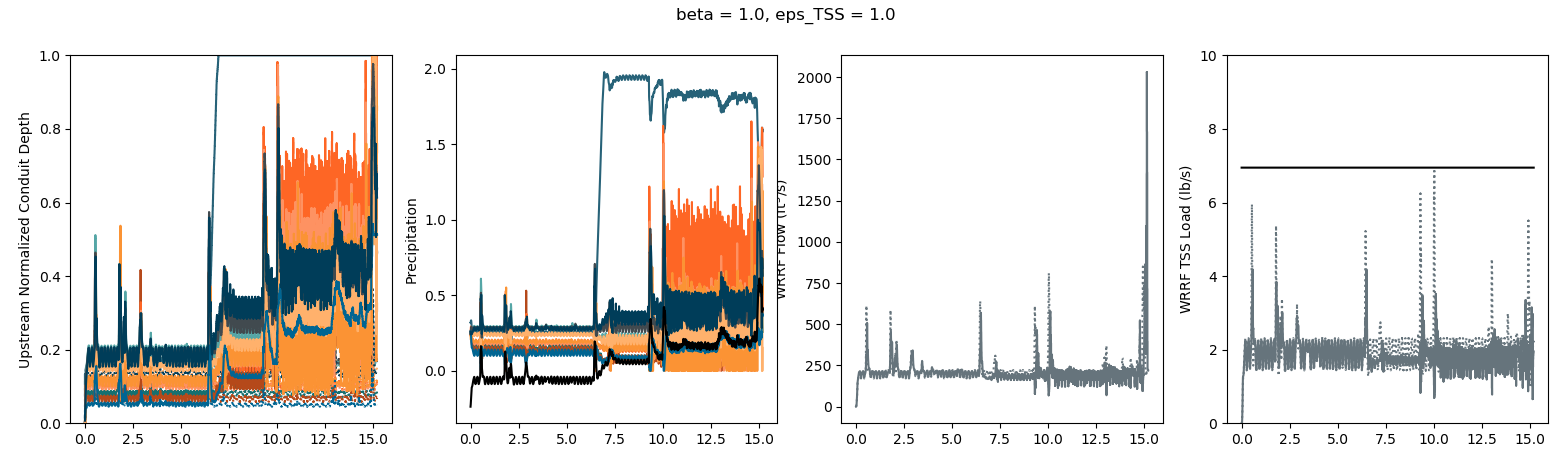 beta = 1.0, eps_TSS = 1.0
Upstream Normalized Conduit Depth
1.0
0.8
0.6
0.4
0.2
0.0
0.0 2.5 5.0 7.5 10.0 12.5 15.0
Precipitation
2.0
1.5
1.0
0.5
0.0
0.0 2.5 5.0 7.5 10.0 12.5 15.0
WRRF Flow (ft³/s)
2000
1750
1500
1250
1000
750
500
250
0
0.0 2.5 5.0 7.5 10.0 12.5 15.0
WRRF TSS Load (lb/s)
10
8
6
4
2
0
0.0 2.5 5.0 7.5 10.0 12.5 15.0